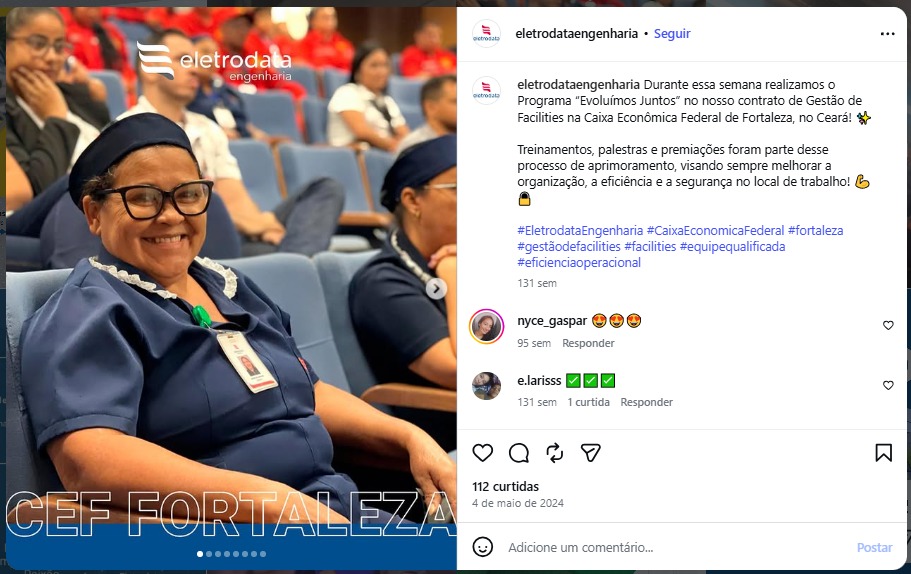 eletrodata
engenharia
CEF FORTALEZA
eletrodata
eletrodataengenharia • Seguir
eletrodata
eletrodataengenharia Durante essa semana realizamos o
Programa “Evoluímos Juntos” no nosso contrato de Gestão de
Facilities na Caixa Econômica Federal de Fortaleza, no Ceará! ✨
Treinamentos, palestras e premiações foram parte desse
processo de aprimoramento, visando sempre melhorar a
organização, a eficiência e a segurança no local de trabalho! 💪
#EletrodataEngenharia #CaixaEconomicaFederal #fortaleza
#gestãodefacilities #facilities #equipequalificada
#eficienciaoperacional
131 sem
nyce_gaspar 😍😍😍
95 sem Responder
e.larisss ✅✅✅
131 sem 1 curtida Responder
112 curtidas
4 de maio de 2024
Adicione um comentário...
Postar